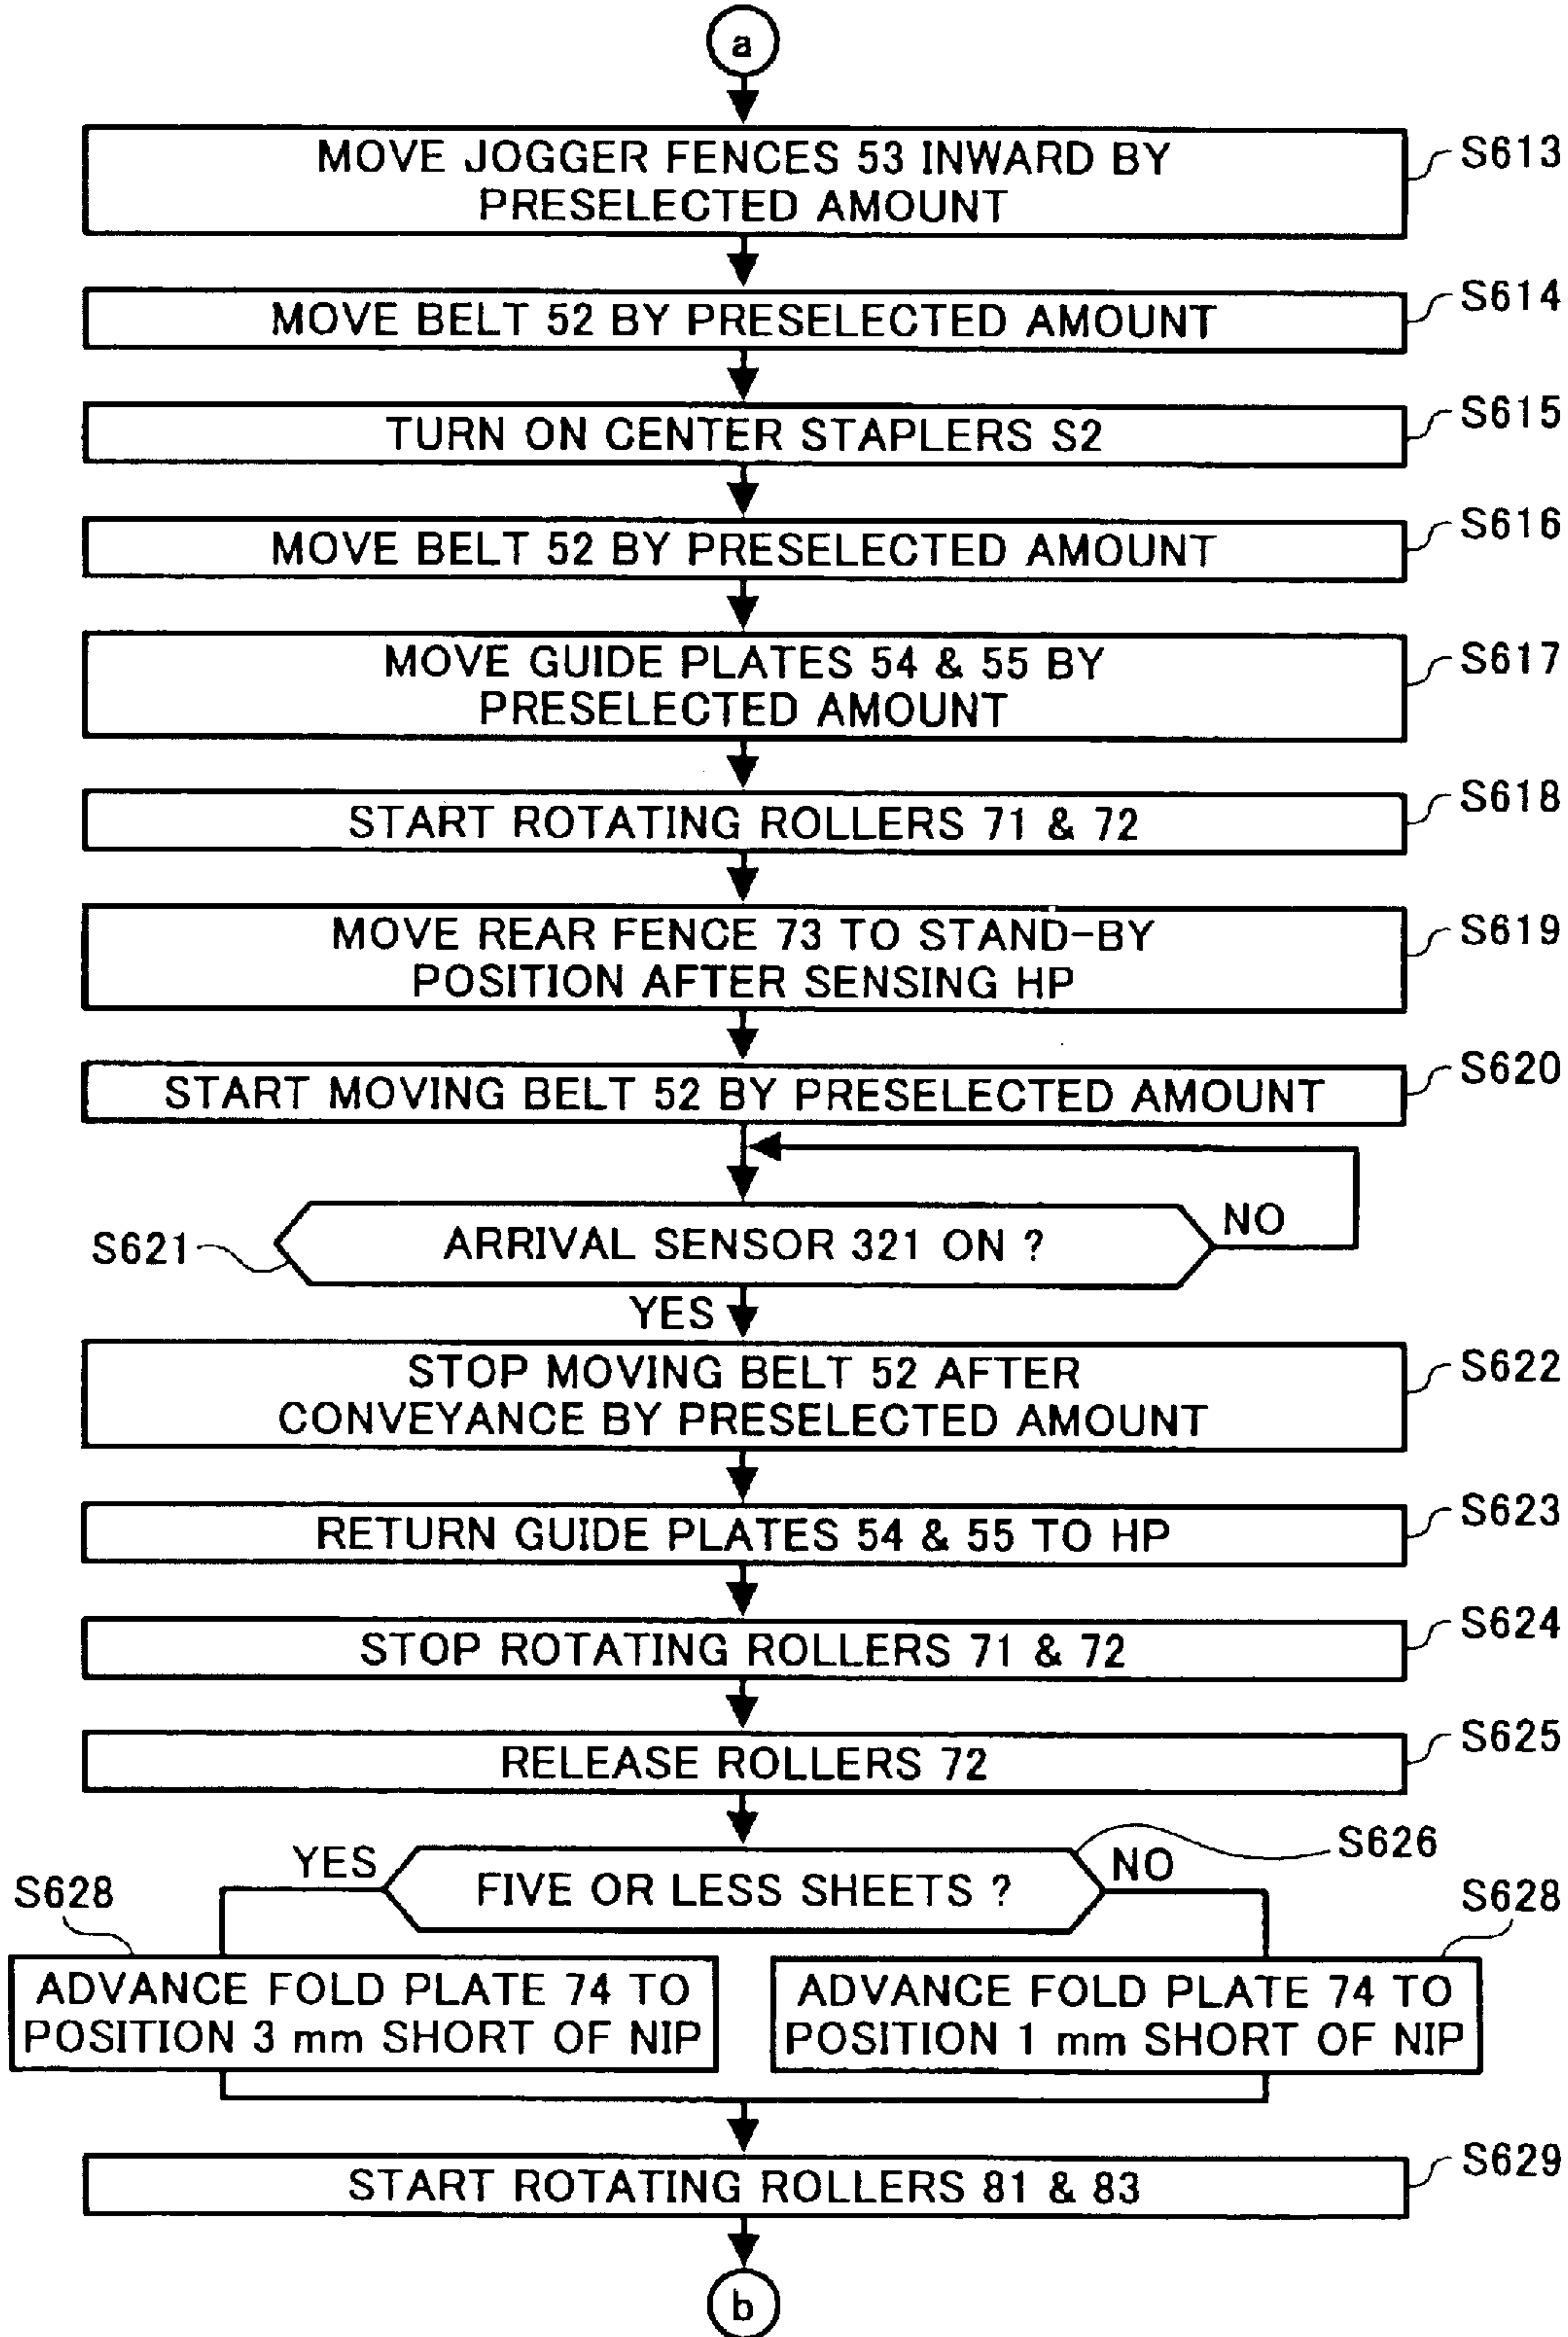 a
MOVE JOGGER FENCES 53 INWARD BY
PRESELECTED AMOUNT
S613
MOVE BELT 52 BY PRESELECTED AMOUNT
S614
TURN ON CENTER STAPLERS S2
S615
MOVE BELT 52 BY PRESELECTED AMOUNT
S616
MOVE GUIDE PLATES 54 & 55 BY
PRESELECTED AMOUNT
S617
START ROTATING ROLLERS 71 & 72
S618
MOVE REAR FENCE 73 TO STAND-BY
POSITION AFTER SENSING HP
S619
START MOVING BELT 52 BY PRESELECTED AMOUNT
S620
S621
ARRIVAL SENSOR 321 ON ?
NO
YES
STOP MOVING BELT 52 AFTER
CONVEYANCE BY PRESELECTED AMOUNT
S622
RETURN GUIDE PLATES 54 & 55 TO HP
S623
STOP ROTATING ROLLERS 71 & 72
S624
RELEASE ROLLERS 72
S625
YES
FIVE OR LESS SHEETS ?
NO
S626
S628
ADVANCE FOLD PLATE 74 TO
POSITION 3 mm SHORT OF NIP
S628
ADVANCE FOLD PLATE 74 TO
POSITION 1 mm SHORT OF NIP
START ROTATING ROLLERS 81 & 83
S629
b